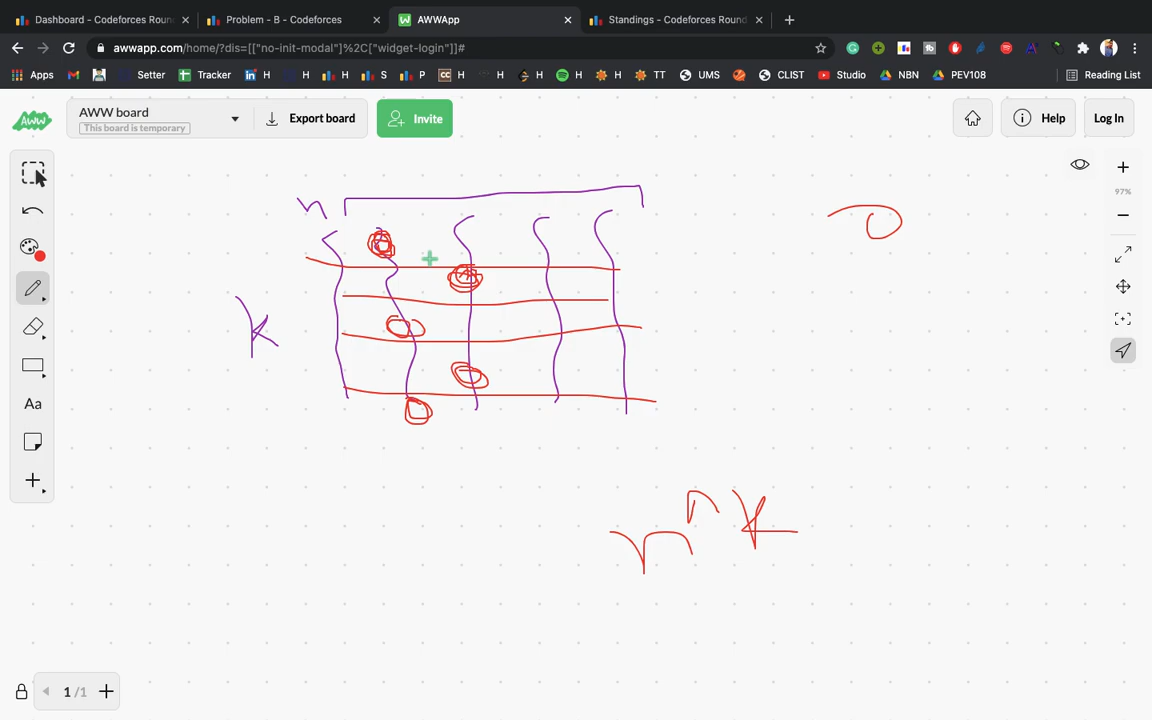 Dashboard - Codeforces Roun
Problem - B - Codeforces
AWWApp
Standings - Codeforces Round
awwapp.com/home/?dis=[["no-init-modal"]%2C["widget-login"]]#
Apps
Setter
Tracker
H
H
H
S
P
H
H
H
H
H
TT
UMS
CLIST
Studio
NBN
PEV108
Reading List
AWW
AWW board
This board is temporary
Export board
Invite
Help
Log In
97%
n
K
n^k
Aa
1 / 1